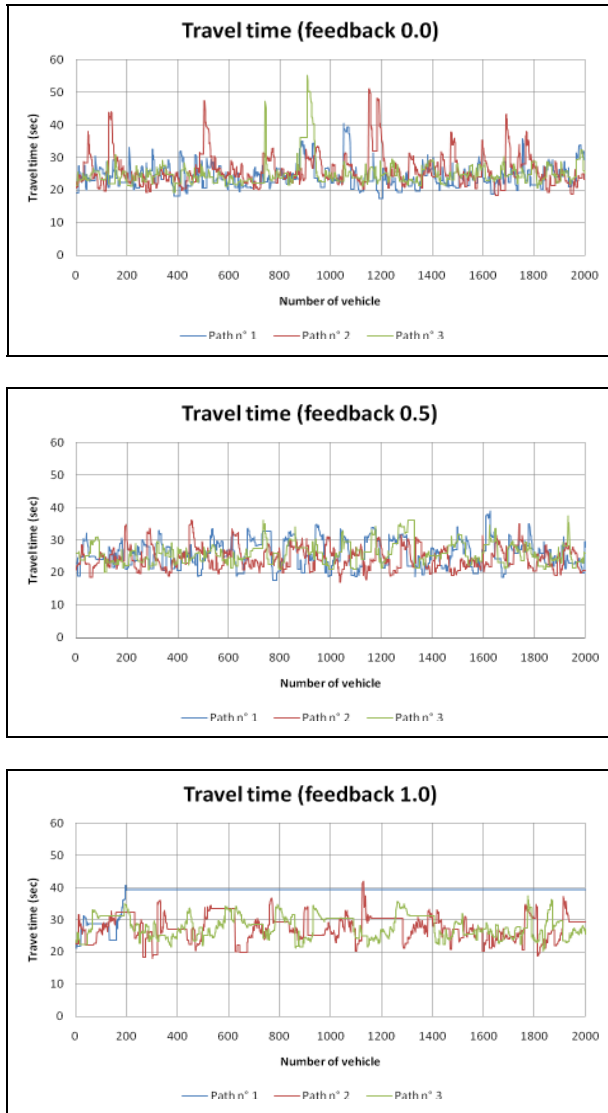 Travel time (feedback 0.0)
60
50
40
30
20
10
0
Travel time (sec)
0 200 400 600 800 1000 1200 1400 1600 1800 2000
Number of vehicle
Path n° 1 Path n° 2 Path n° 3
Travel time (feedback 0.5)
60
50
40
30
20
10
0
Travel time (sec)
0 200 400 600 800 1000 1200 1400 1600 1800 2000
Number of vehicle
Path n° 1 Path n° 2 Path n° 3
Travel time (feedback 1.0)
60
50
40
30
20
10
0
Trave time (sec)
0 200 400 600 800 1000 1200 1400 1600 1800 2000
Number of vehicle
Path n° 1 Path n° 2 Path n° 3